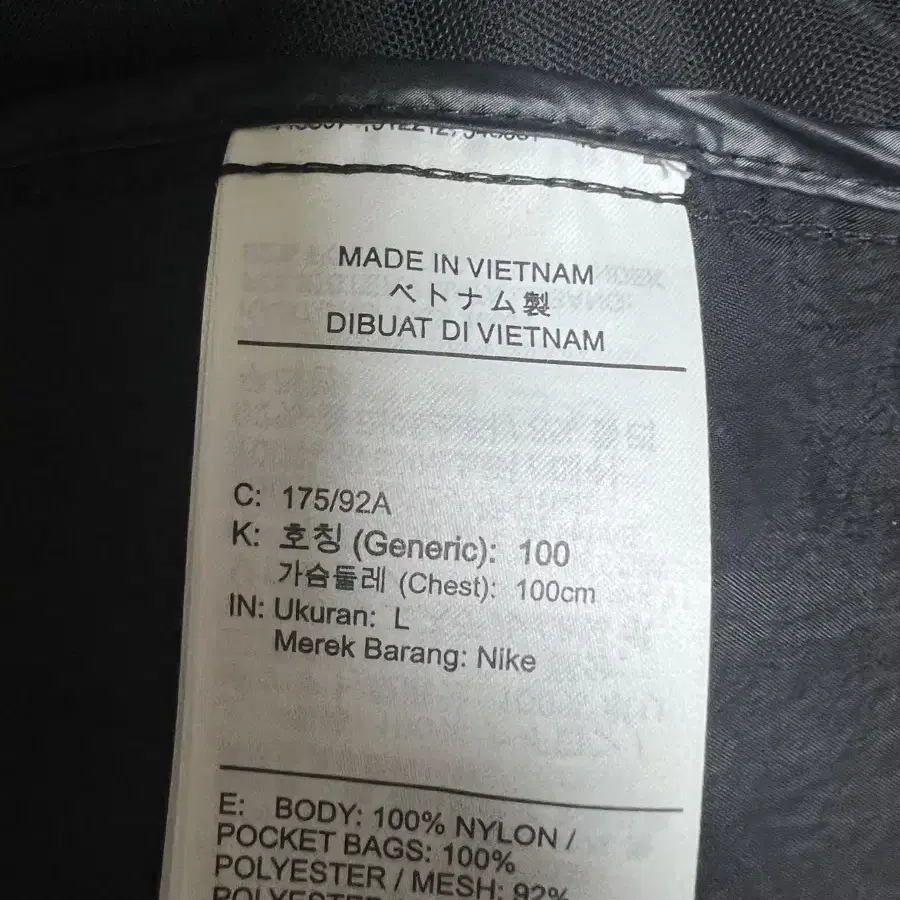 MADE IN VIETNAM
ベトナム製
DIBUAT DI VIETNAM
C: 175/92A
K: 호칭 (Generic): 100
가슴둘레 (Chest): 100cm
IN: Ukuran: L
Merek Barang: Nike
E: BODY: 100% NYLON /
POCKET BAGS: 100%
POLYESTER / MESH: 92%
POLYESTER